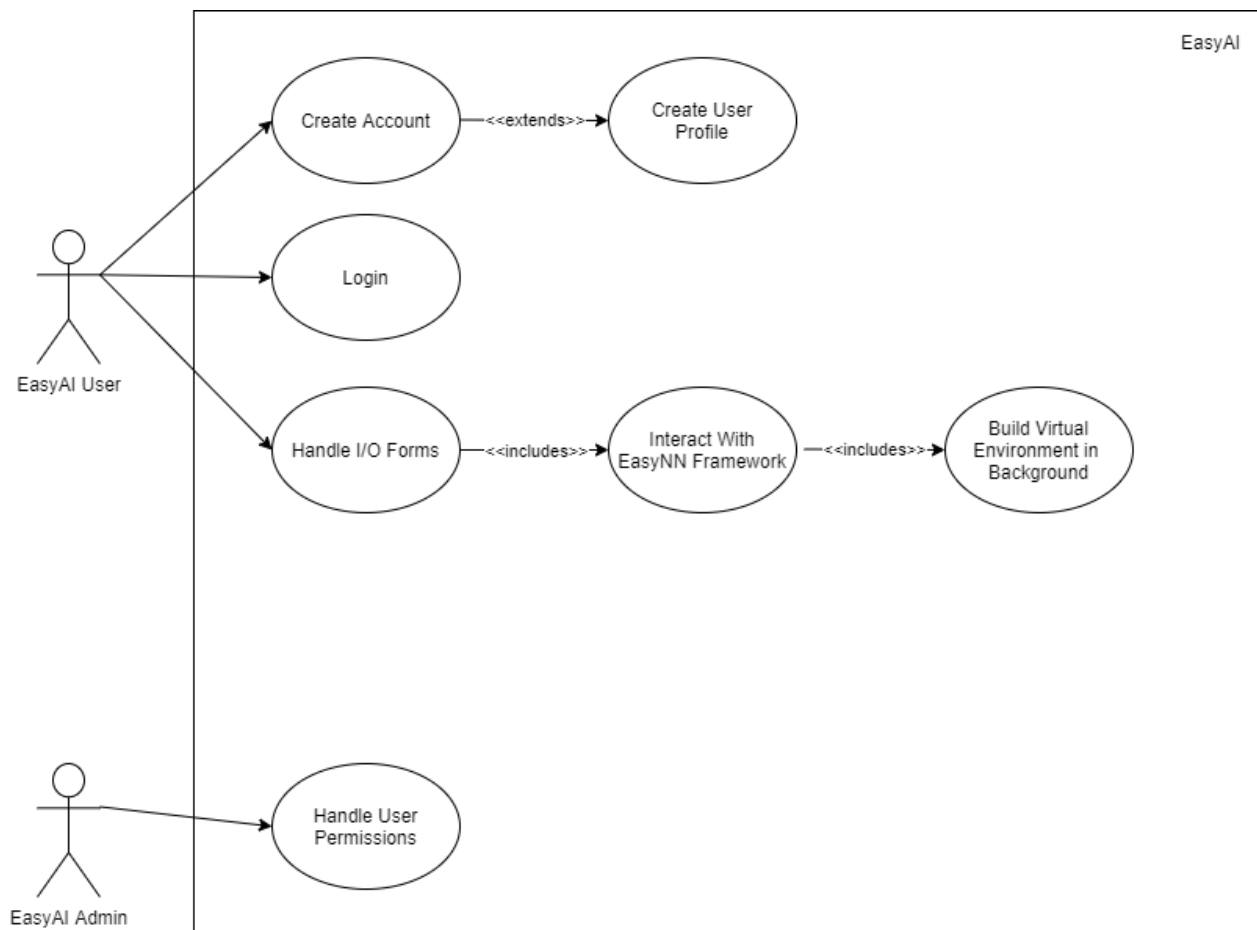 EasyAI
Create Account
<<extends>>
Create User
Profile
Login
EasyAI User
Handle I/O Forms
<<includes>>
Interact With
EasyNN Framework
<<includes>>
Build Virtual
Environment in
Background
Handle User
Permissions
EasyAI Admin